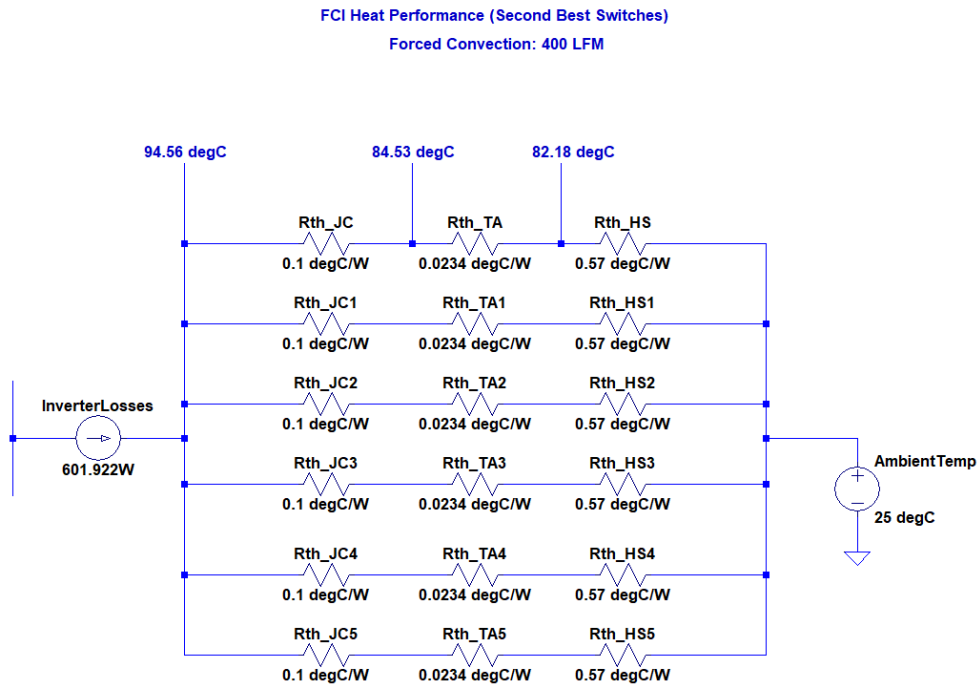 FCI Heat Performance (Second Best Switches)
Forced Convection: 400 LFM
94.56 degC 84.53 degC 82.18 degC
Rth_JC Rth_TA Rth_HS
0.1 degC/W 0.0234 degC/W 0.57 degC/W
Rth_JC1 Rth_TA1 Rth_HS1
0.1 degC/W 0.0234 degC/W 0.57 degC/W
Rth_JC2 Rth_TA2 Rth_HS2
InverterLosses
0.1 degC/W 0.0234 degC/W 0.57 degC/W
Rth_JC3 Rth_TA3 Rth_HS3 AmbientTemp
601.922W
0.1 degC/W 0.0234 degC/W 0.57 degC/W
25 degC
Rth_JC4 Rth_TA4 Rth_HS4
0.1 degC/W 0.0234 degC/W 0.57 degC/W
Rth_JC5 Rth_TA5 Rth_HS5
0.1 degC/W 0.0234 degC/W 0.57 degC/W